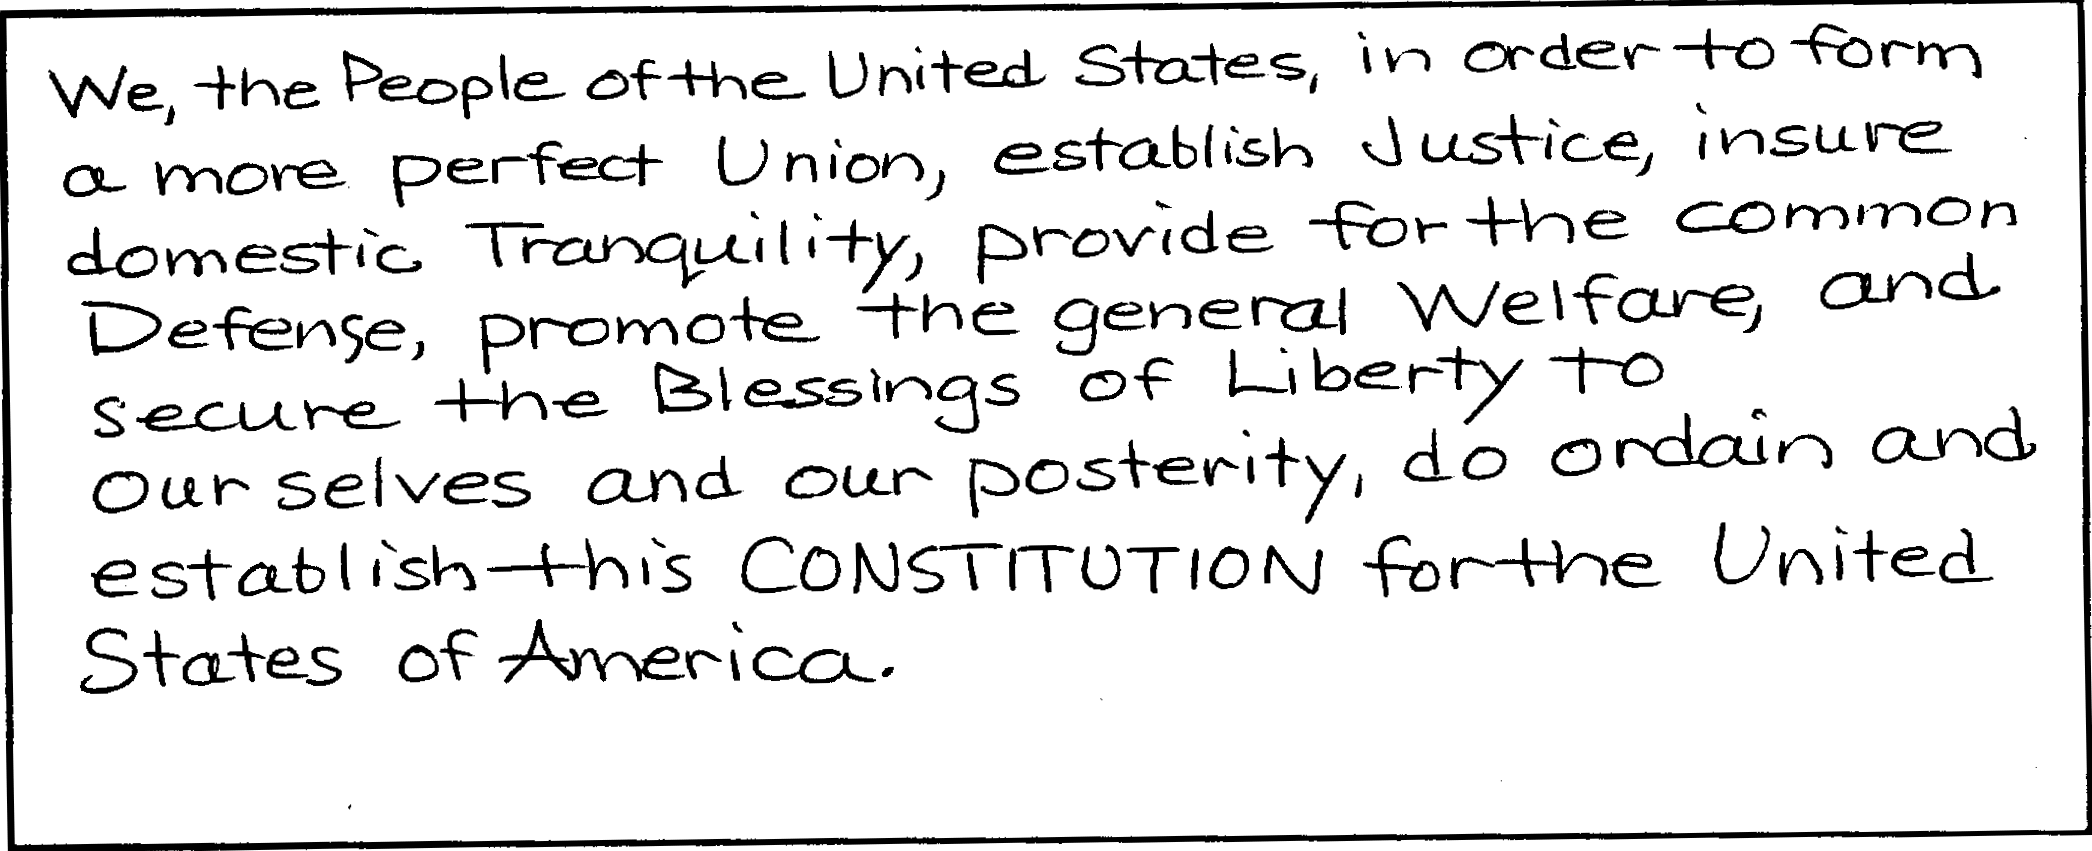 We, the People of the United States, in order to form
a more perfect Union, establish Justice, insure
domestic Tranquility, provide for the common
Defense, promote the general Welfare, and
secure the Blessings of Liberty to
ourselves and our posterity, do ordain and
establish this CONSTITUTION for the United
States of America.